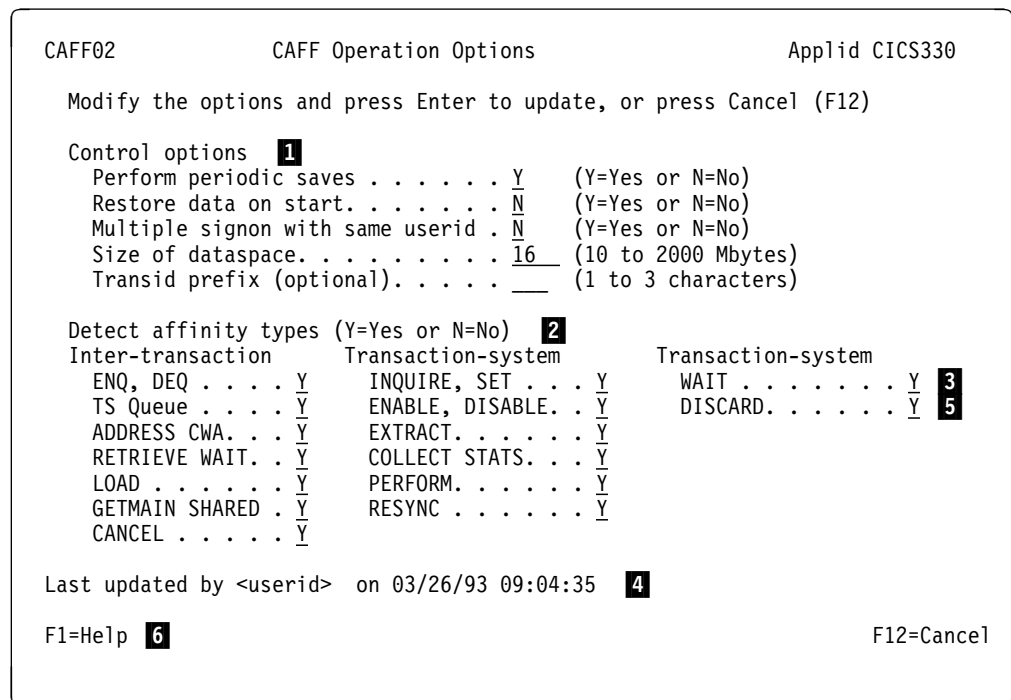 CAFF02 CAFF Operation Options Applid CICS330
Modify the options and press Enter to update, or press Cancel (F12)
Control options 1
Perform periodic saves . . . . . . Y (Y=Yes or N=No)
Restore data on start. . . . . . . N (Y=Yes or N=No)
Multiple signon with same userid . N (Y=Yes or N=No)
Size of dataspace. . . . . . . . . 16__ (10 to 2000 Mbytes)
Transid prefix (optional). . . . . ___ (1 to 3 characters)
Detect affinity types (Y=Yes or N=No) 2
Inter-transaction Transaction-system Transaction-system
ENQ, DEQ . . . . Y INQUIRE, SET . . . Y WAIT . . . . . . . Y 3
TS Queue . . . . Y ENABLE, DISABLE. . Y DISCARD. . . . . . Y 5
ADDRESS CWA. . . Y EXTRACT. . . . . . Y
RETRIEVE WAIT. . Y COLLECT STATS. . . Y
LOAD . . . . . . Y PERFORM. . . . . . Y
GETMAIN SHARED . Y RESYNC . . . . . . Y
CANCEL . . . . . Y
Last updated by <userid> on 03/26/93 09:04:35 4
F1=Help 6 F12=Cancel